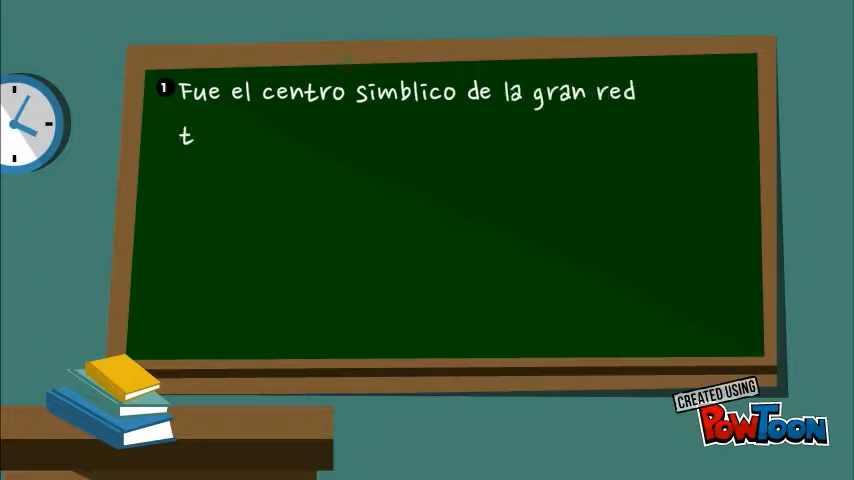 1 Fue el centro simblico de la gran red
t
CREATED USING
POWTOON